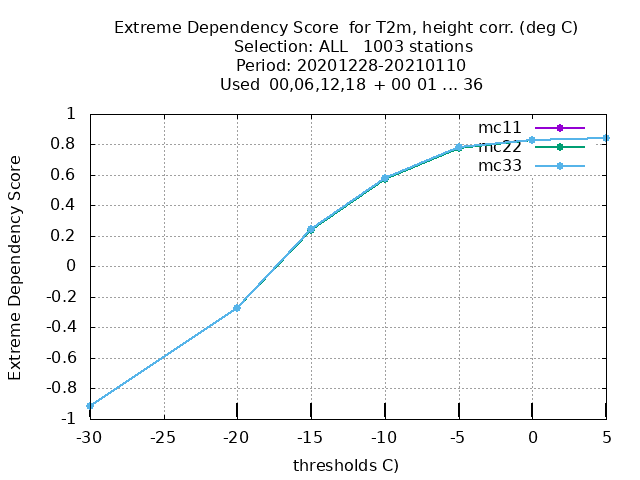 Extreme Dependency Score  for T2m, height corr. (deg C)
Selection: ALL   1003 stations
Period: 20201228-20210110
Used  00,06,12,18  + 00 01 ... 36
Extreme Dependency Score
1
0.8
0.6
0.4
0.2
0
-0.2
-0.4
-0.6
-0.8
-1
mc11
mc22
mc33
-30
-25
-20
-15
-10
-5
0
5
thresholds C)